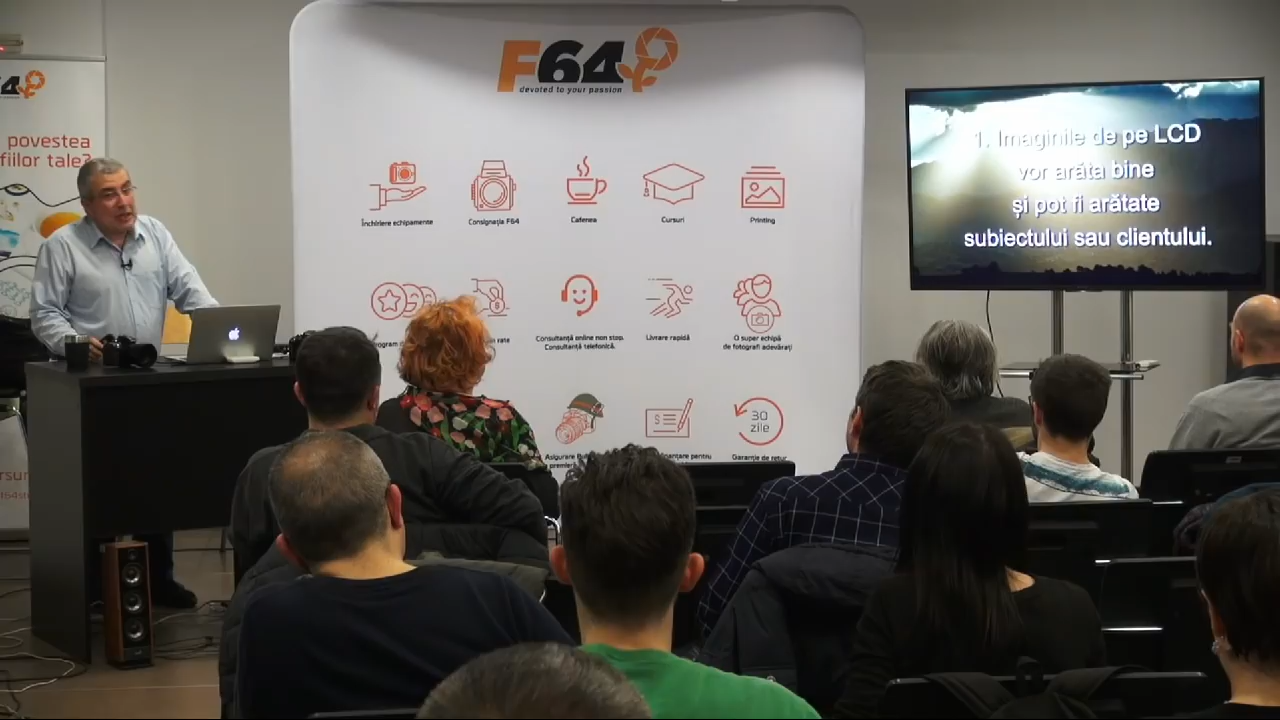 F64
devoted to your passion
povestea
fiilor tale?
Închiriere echipamente
Consignația F64
Cafenea
Cursuri
Printing
Consultanță online non stop.
Consultanță telefonică.
Livrare rapidă
O super echipă
de fotografi adevărați
30
zile
Asigurare
Garanție de retur
1. Imaginile de pe LCD
vor arăta bine
și pot fi arătate
subiectului sau clientului.